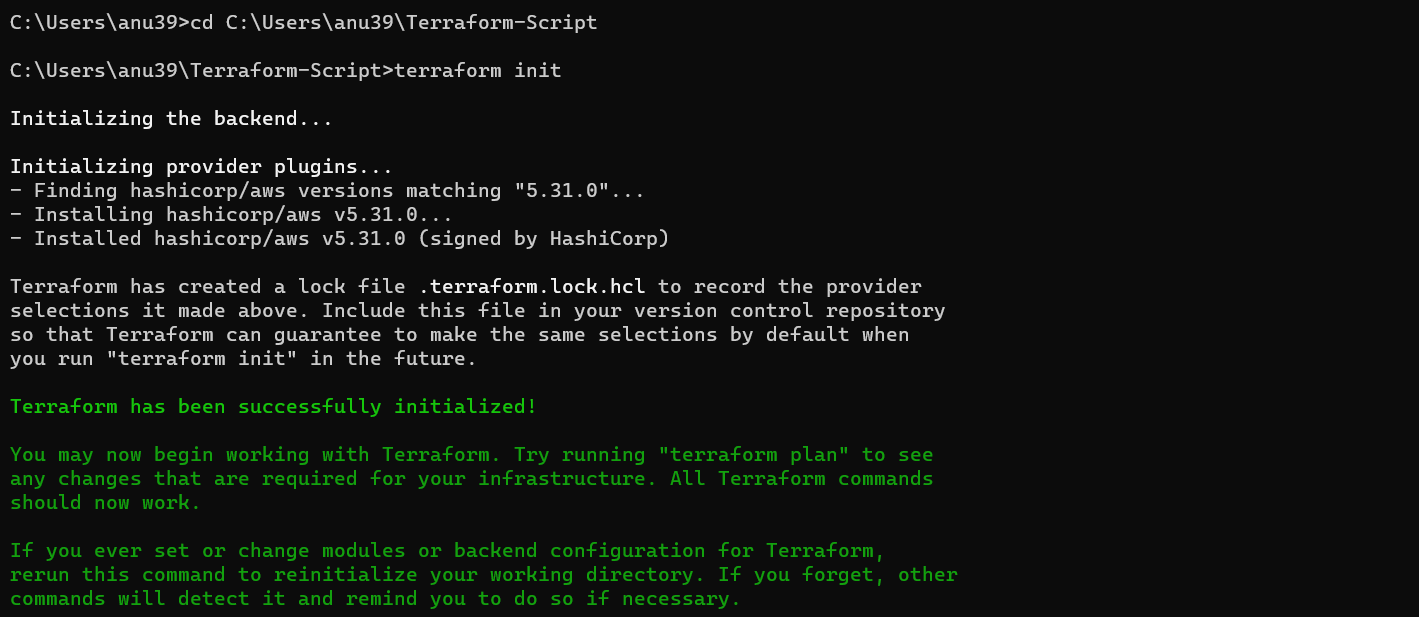 C:\Users\anu39>cd C:\Users\anu39\Terraform-Script
C:\Users\anu39\Terraform-Script>terraform init
Initializing the backend...
Initializing provider plugins...
- Finding hashicorp/aws versions matching "5.31.0"...
- Installing hashicorp/aws v5.31.0...
- Installed hashicorp/aws v5.31.0 (signed by HashiCorp)
Terraform has created a lock file .terraform.lock.hcl to record the provider
selections it made above. Include this file in your version control repository
so that Terraform can guarantee to make the same selections by default when
you run "terraform init" in the future.
Terraform has been successfully initialized!
You may now begin working with Terraform. Try running "terraform plan" to see
any changes that are required for your infrastructure. All Terraform commands
should now work.
If you ever set or change modules or backend configuration for Terraform,
rerun this command to reinitialize your working directory. If you forget, other
commands will detect it and remind you to do so if necessary.